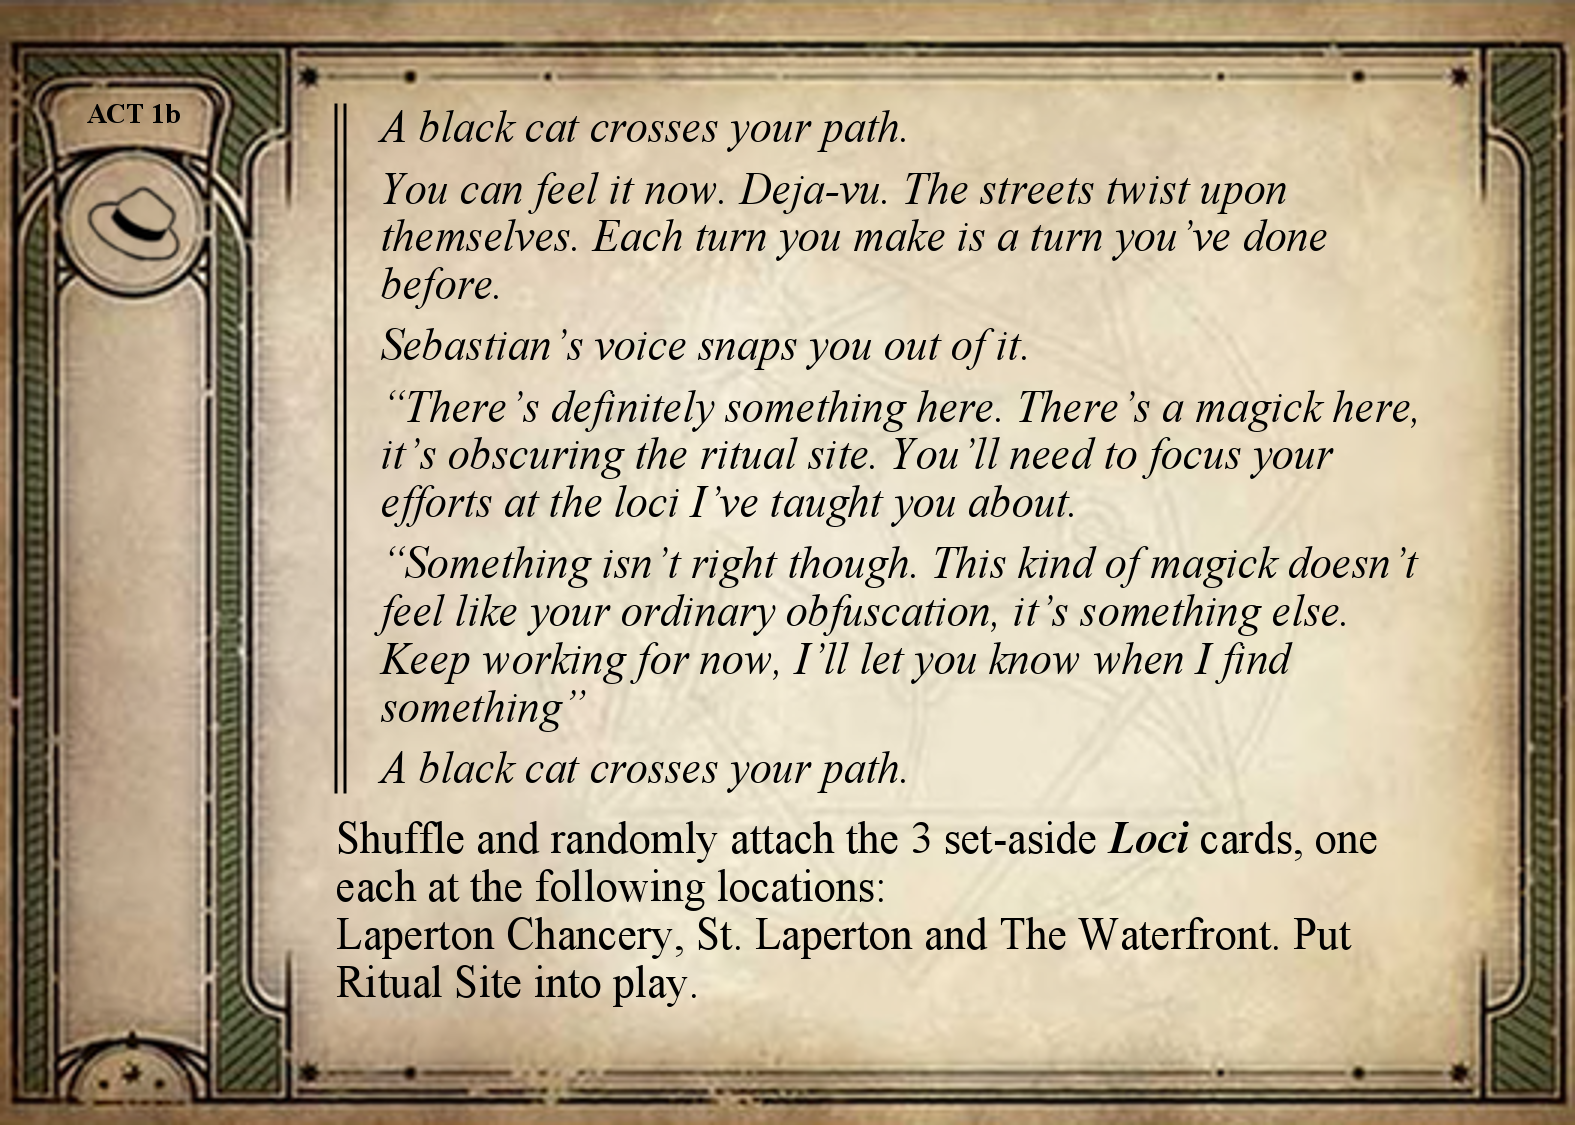 ACT 1b
A black cat crosses your path.
You can feel it now. Deja-vu. The streets twist upon
themselves. Each turn you make is a turn you’ve done
before.
Sebastian’s voice snaps you out of it.
“There’s definitely something here. There’s a magick here,
it’s obscuring the ritual site. You’ll need to focus your
efforts at the loci I’ve taught you about.
“Something isn’t right though. This kind of magick doesn’t
feel like your ordinary obfuscation, it’s something else.
Keep working for now, I’ll let you know when I find
something”
A black cat crosses your path.
Shuffle and randomly attach the 3 set-aside Loci cards, one
each at the following locations:
Laperton Chancery, St. Laperton and The Waterfront. Put
Ritual Site into play.